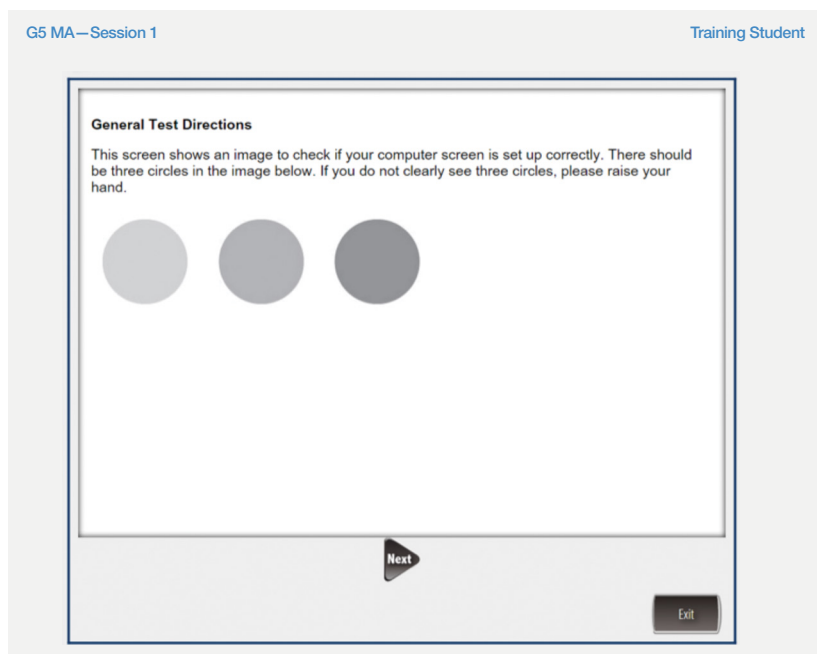 G5 MA—Session 1
Training Student
General Test Directions
This screen shows an image to check if your computer screen is set up correctly. There should
be three circles in the image below. If you do not clearly see three circles, please raise your
hand.
Next
Exit